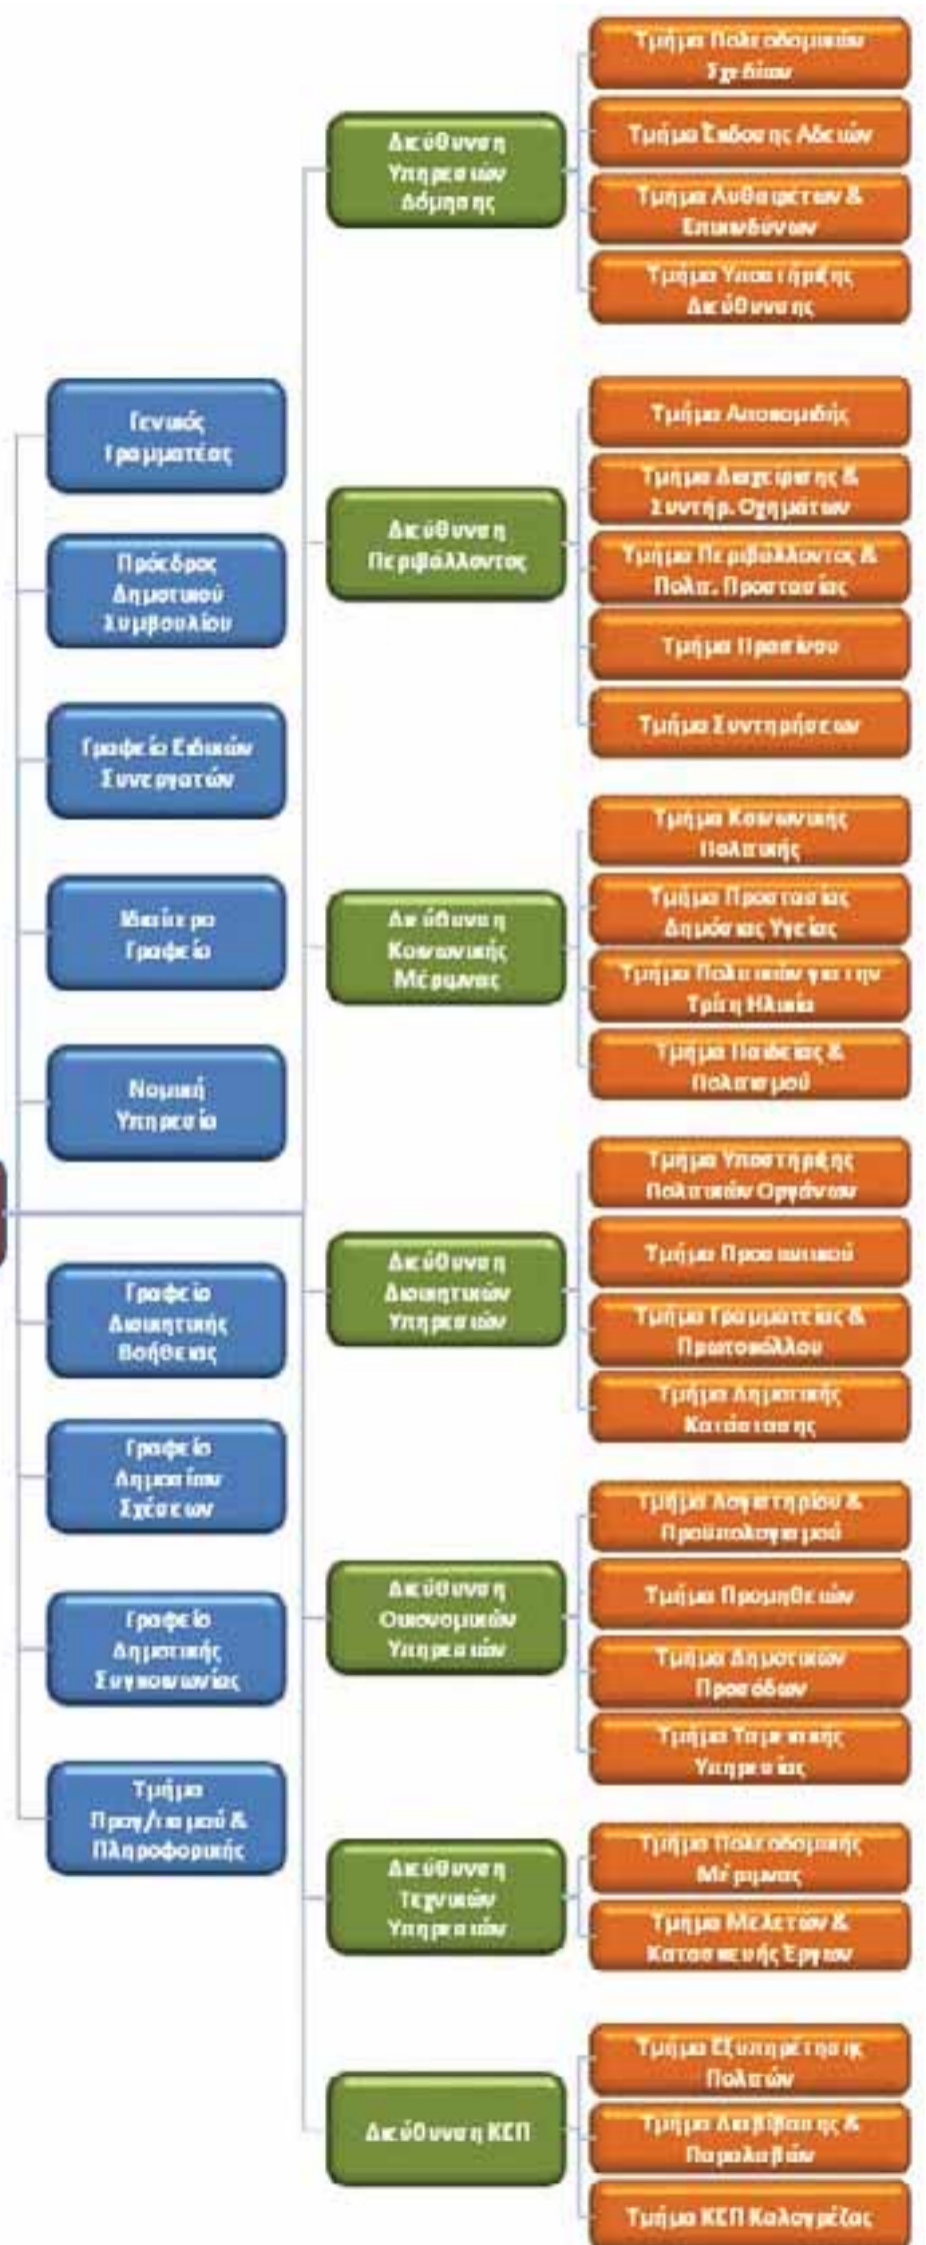 Γενικός
Γραμματέας
Πρόεδρος
Δημοτικού
Συμβουλίου
Γραφείο Ειδικών
Συνεργατών
Ιδιαίτερο
Γραφείο
Νομική
Υπηρεσία
Γραφείο
Διοικητικής
Βοήθειας
Γραφείο
Δημοσίων
Σχέσεων
Γραφείο
Δημοτικής
Συγκοινωνίας
Τμήμα
Προγ/τισμού &
Πληροφορικής
Διεύθυνση
Υπηρεσιών
Δόμησης
Τμήμα Πολεοδομικών
Σχεδίων
Τμήμα Έκδοσης Αδειών
Τμήμα Αυθαιρέτων &
Επικινδύνων
Τμήμα Υποστήριξης
Διεύθυνσης
Διεύθυνση
Περιβάλλοντος
Τμήμα Αποκομιδής
Τμήμα Διαχείρισης &
Συντήρ. Οχημάτων
Τμήμα Περιβάλλοντος &
Πολιτ. Προστασίας
Τμήμα Πρασίνου
Τμήμα Συντηρήσεων
Διεύθυνση
Κοινωνικής
Μέριμνας
Τμήμα Κοινωνικής
Πολιτικής
Τμήμα Προστασίας
Δημόσιας Υγείας
Τμήμα Πολιτικών για την
Τρίτη Ηλικία
Τμήμα Παιδείας &
Πολιτισμού
Διεύθυνση
Διοικητικών
Υπηρεσιών
Τμήμα Υποστήριξης
Πολιτικών Οργάνων
Τμήμα Προσωπικού
Τμήμα Γραμματείας &
Πρωτοκόλλου
Τμήμα Δημοτικής
Κατάστασης
Διεύθυνση
Οικονομικών
Υπηρεσιών
Τμήμα Λογιστηρίου &
Προϋπολογισμού
Τμήμα Προμηθειών
Τμήμα Δημοτικών
Προσόδων
Τμήμα Ταμειακής
Υπηρεσίας
Διεύθυνση
Τεχνικών
Υπηρεσιών
Τμήμα Πολεοδομικής
Μέριμνας
Τμήμα Μελετών &
Κατασκευής Έργων
Διεύθυνση ΚΕΠ
Τμήμα Εξυπηρέτησης
Πολιτών
Τμήμα Διαβίβασης &
Παραλαβών
Τμήμα ΚΕΠ Καλογρέζας